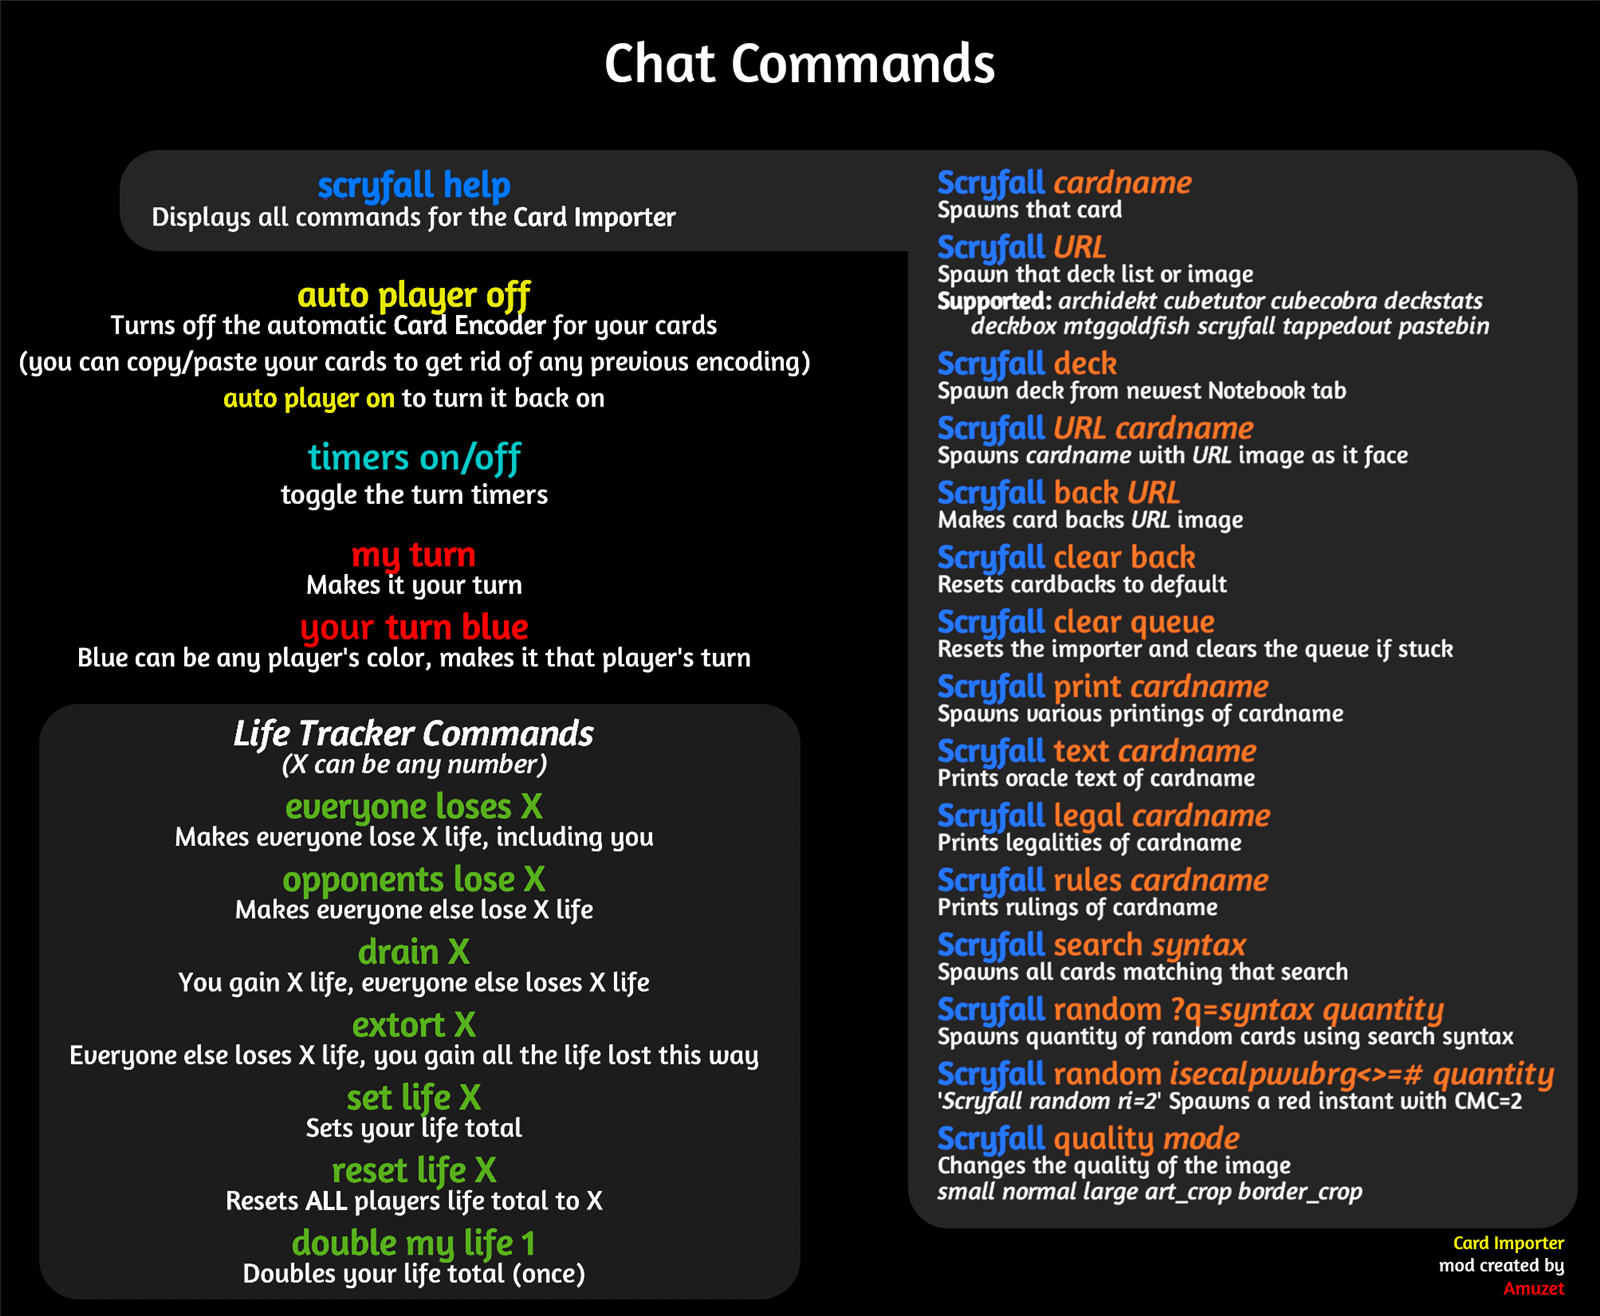 Chat Commands
scryfall help
Displays all commands for the Card Importer
auto player off
Turns off the automatic Card Encoder for your cards
(you can copy/paste your cards to get rid of any previous encoding)
auto player on to turn it back on
timers on/off
toggle the turn timers
my turn
Makes it your turn
your turn blue
Blue can be any player's color, makes it that player's turn
Life Tracker Commands
(X can be any number)
everyone loses X
Makes everyone lose X life, including you
opponents lose X
Makes everyone else lose X life
drain X
You gain X life, everyone else loses X life
extort X
Everyone else loses X life, you gain all the life lost this way
set life X
Sets your life total
reset life X
Resets ALL players life total to X
double my life 1
Doubles your life total (once)
Scryfall cardname
Spawns that card
Scryfall URL
Spawn that deck list or image
Supported: archidekt cubetutor cubecobra deckstats
deckbox mtggoldfish scryfall tappedout pastebin
Scryfall deck
Spawn deck from newest Notebook tab
Scryfall URL cardname
Spawns cardname with URL image as it face
Scryfall back URL
Makes card backs URL image
Scryfall clear back
Resets cardbacks to default
Scryfall clear queue
Resets the importer and clears the queue if stuck
Scryfall print cardname
Spawns various printings of cardname
Scryfall text cardname
Prints oracle text of cardname
Scryfall legal cardname
Prints legalities of cardname
Scryfall rules cardname
Prints rulings of cardname
Scryfall search syntax
Spawns all cards matching that search
Scryfall random ?q=syntax quantity
Spawns quantity of random cards using search syntax
Scryfall random isecalpwubrg<>=# quantity
'Scryfall random ri=2' Spawns a red instant with CMC=2
Scryfall quality mode
Changes the quality of the image
small normal large art_crop border_crop
Card Importer
mod created by
Amuzet